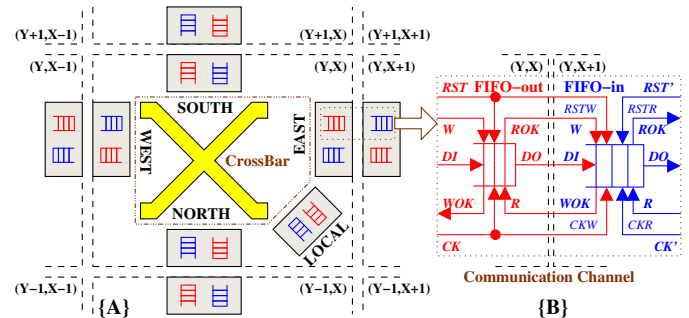 (Y+1,X-1) (Y+1,X) (Y+1,X+1)
(Y,X-1) (Y,X) (Y,X+1)
(Y,X) (Y,X+1)
SOUTH
WEST
EAST
CrossBar
NORTH
LOCAL
RST FIFO-out FIFO-in RST'
RSTW RSTR
W ROK W ROK
DI DO DI DO
WOK R WOK R
CKW CKR
CK CK'
Communication Channel
(Y-1,X-1) (Y-1,X) (Y-1,X+1)
{A} {B}